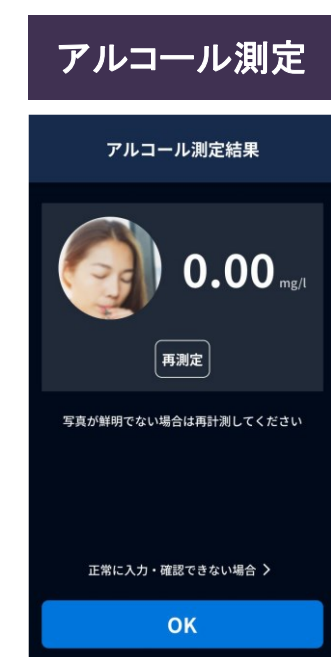 アルコール測定
アルコール測定結果
0.00 mg/l
再測定
写真が鮮明でない場合は再計測してください
正常に入力・確認できない場合 >
OK